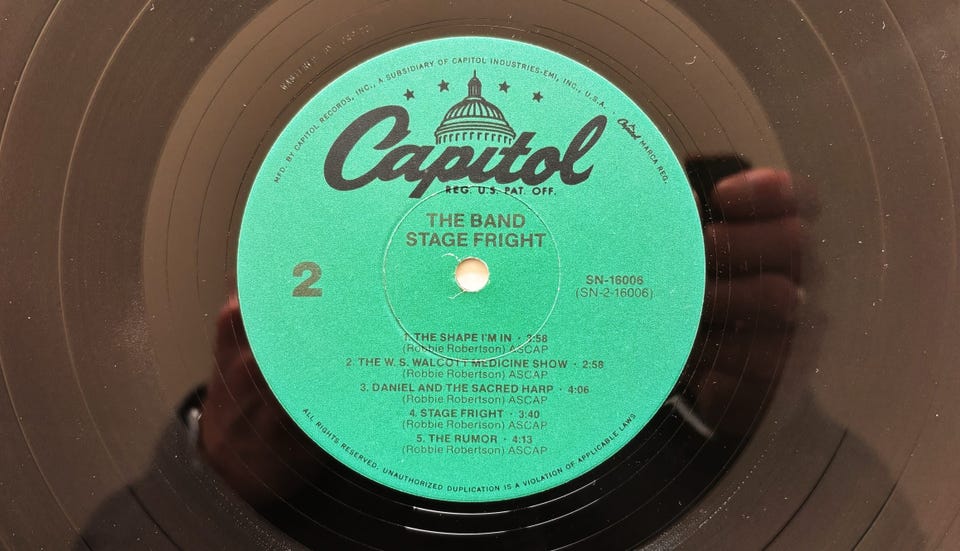 MFD. BY CAPITOL RECORDS, INC., A SUBSIDIARY OF CAPITOL INDUSTRIES-EMI, INC., U.S.A.
Capitol MARCA REG.
Capitol
REG. U.S. PAT. OFF.
THE BAND
STAGE FRIGHT
2
SN-16006
(SN-2-16006)
1. THE SHAPE I'M IN · 3:58
(Robbie Robertson) ASCAP
2. THE W. S. WALCOTT MEDICINE SHOW · 2:58
(Robbie Robertson) ASCAP
3. DANIEL AND THE SACRED HARP · 4:06
(Robbie Robertson) ASCAP
4. STAGE FRIGHT · 3:40
(Robbie Robertson) ASCAP
5. THE RUMOR · 4:13
(Robbie Robertson) ASCAP
ALL RIGHTS RESERVED. UNAUTHORIZED DUPLICATION IS A VIOLATION OF APPLICABLE LAWS